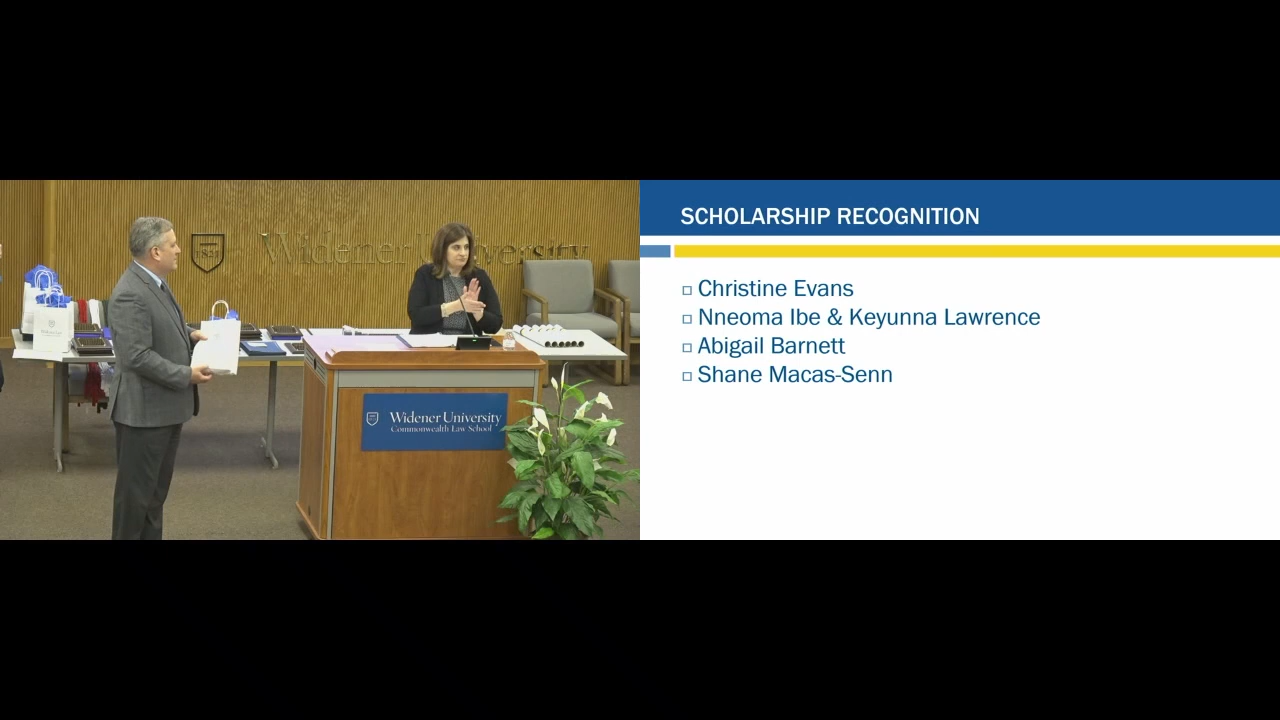 1821
Widener University
Widener University
Commonwealth Law School
SCHOLARSHIP RECOGNITION
Christine Evans
Nneoma Ibe & Keyunna Lawrence
Abigail Barnett
Shane Macas-Senn